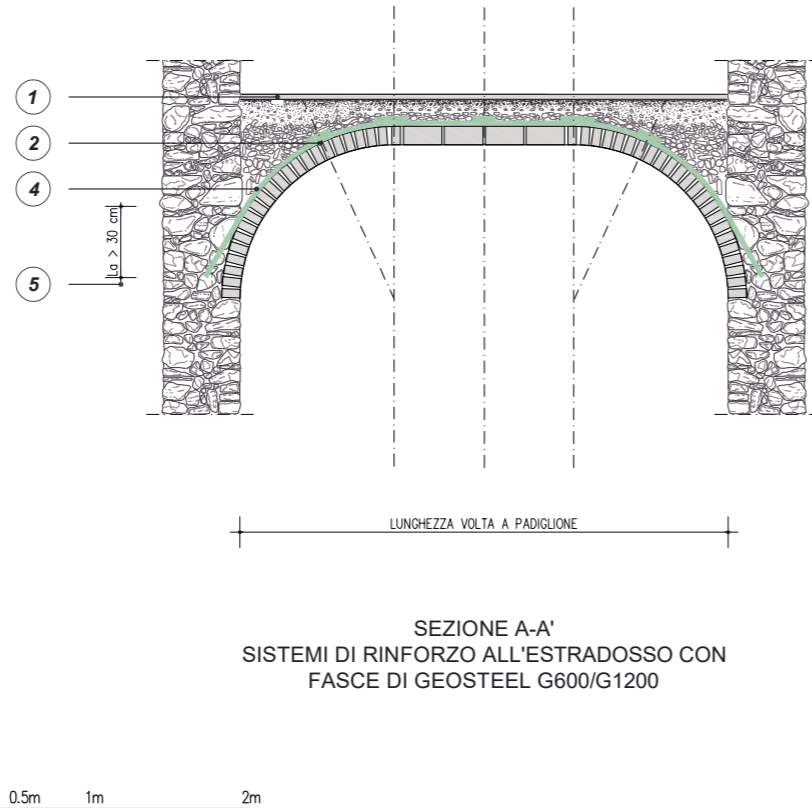 1
2
4
5
La > 30 cm
LUNGHEZZA VOLTA A PADIGLIONE
SEZIONE A-A'
SISTEMI DI RINFORZO ALL'ESTRADOSSO CON
FASCE DI GEOSTEEL G600/G1200
0.5m 1m 2m